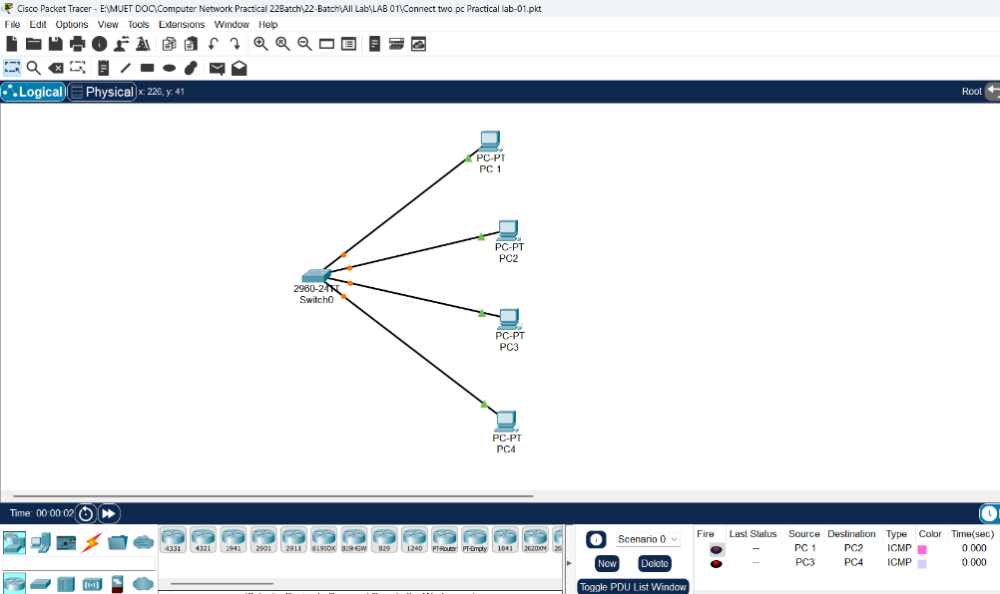 Cisco Packet Tracer - E:\MUET DOC\Computer Network Practical 22Batch\22-Batch\All Lab\LAB 01\Connect two pc Practical lab-01.pkt
File Edit Options View Tools Extensions Window Help
Logical Physical x: 226, y: 41 Root
PC-PT
PC 1
PC-PT
PC2
2960-24TT
Switch0
PC-PT
PC3
PC-PT
PC4
Time: 00:00:02
4331 4321 1941 2901 2911 819IOX 819HGW 829 1240 PT-Router PT-Empty 1841 2620XM 26
Scenario 0
New Delete
Toggle PDU List Window
Fire Last Status Source Destination Type Color Time(sec)
-- PC 1 PC2 ICMP 0.000
-- PC3 PC4 ICMP 0.000